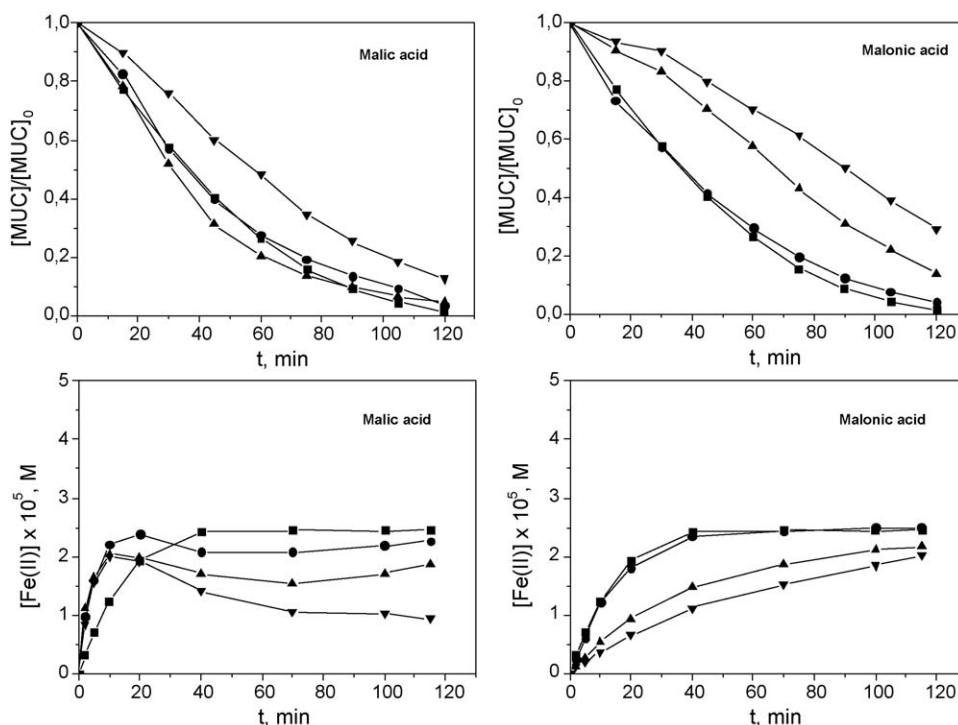 1,0
0,8
0,6
0,4
0,2
0,0
[MUC]/[MUC]0
Malic acid
0 20 40 60 80 100 120
t, min
1,0
0,8
0,6
0,4
0,2
0,0
[MUC]/[MUC]0
Malonic acid
0 20 40 60 80 100 120
t, min
5
4
3
2
1
0
[Fe(II)] x 10^5, M
Malic acid
0 20 40 60 80 100 120
t, min
5
4
3
2
1
0
[Fe(II)] x 10^5, M
Malonic acid
0 20 40 60 80 100 120
t, min